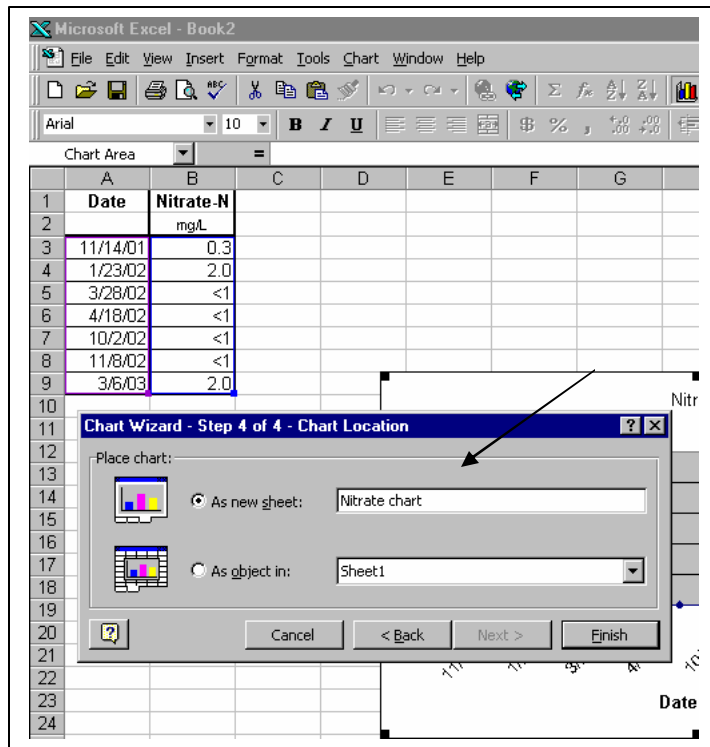 Microsoft Excel - Book2
File Edit View Insert Format Tools Chart Window Help
Arial 10 B I U $ % ,
Chart Area =
A B C D E F G
1 Date Nitrate-N
2 mg/L
3 11/14/01 0.3
4 1/23/02 2.0
5 3/28/02 <1
6 4/18/02 <1
7 10/2/02 <1
8 11/8/02 <1
9 3/6/03 2.0
10 Nitr
11 Chart Wizard - Step 4 of 4 - Chart Location
12 Place chart:
13
14 As new sheet: Nitrate chart
15
16
17 As object in: Sheet1
18
19
20 Cancel < Back Next > Finish
21
22
23 Date
24